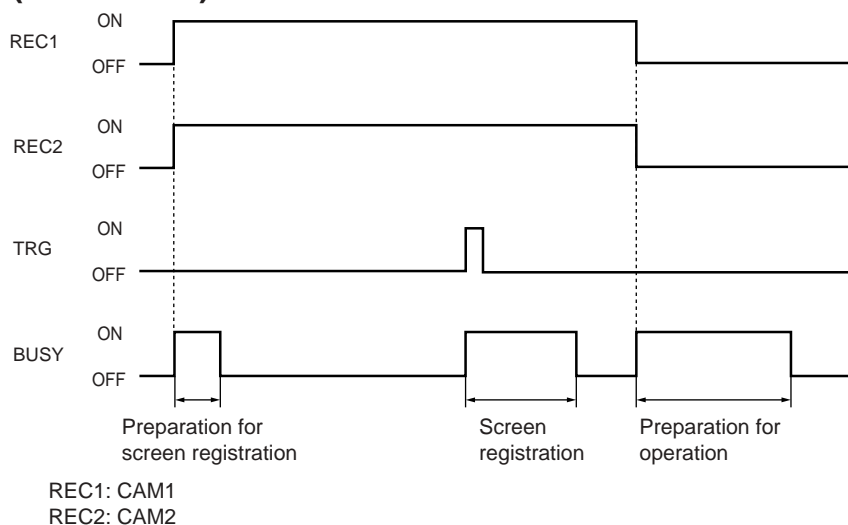 ON
REC1
OFF
ON
REC2
OFF
ON
TRG
OFF
ON
BUSY
OFF
Preparation for
screen registration
Screen
registration
Preparation for
operation
REC1: CAM1
REC2: CAM2